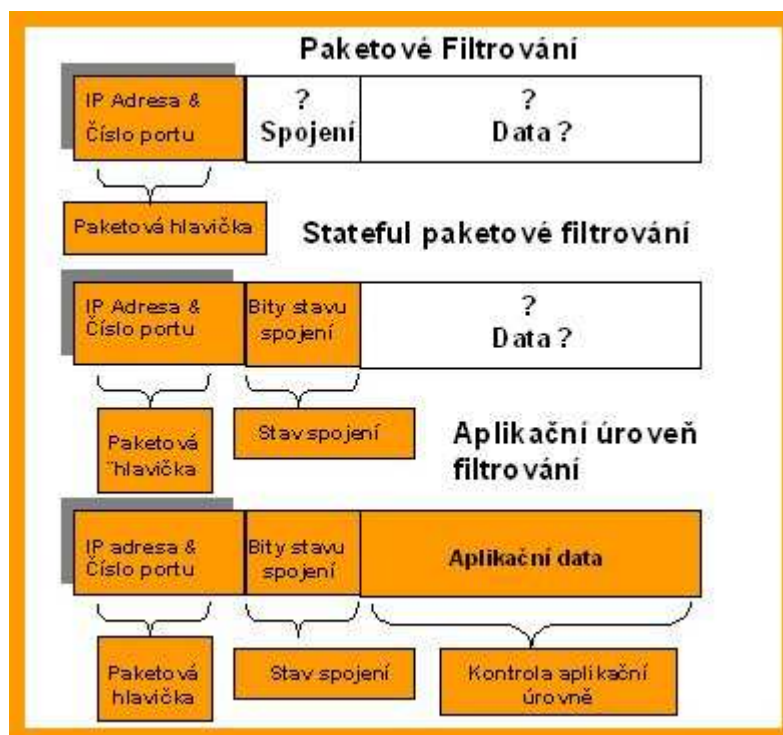 Paketové Filtrování
IP Adresa &
Číslo portu
?
Spojení
?
Data ?
Paketová hlavička
Stateful paketové filtrování
IP Adresa &
Číslo portu
Bity stavu
spojení
?
Data ?
Paketová
hlavička
Stav spojení
Aplikační úroveň
filtrování
IP adresa &
Číslo portu
Bity stavu
spojení
Aplikační data
Paketová
hlavička
Stav spojení
Kontrola aplikační
úrovně